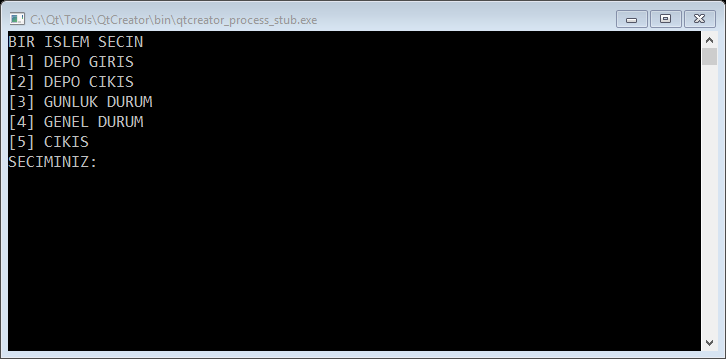 C:\Qt\Tools\QtCreator\bin\qtcreator_process_stub.exe
BIR ISLEM SECIN
[1] DEPO GIRIS
[2] DEPO CIKIS
[3] GUNLUK DURUM
[4] GENEL DURUM
[5] CIKIS
SECIMINIZ: